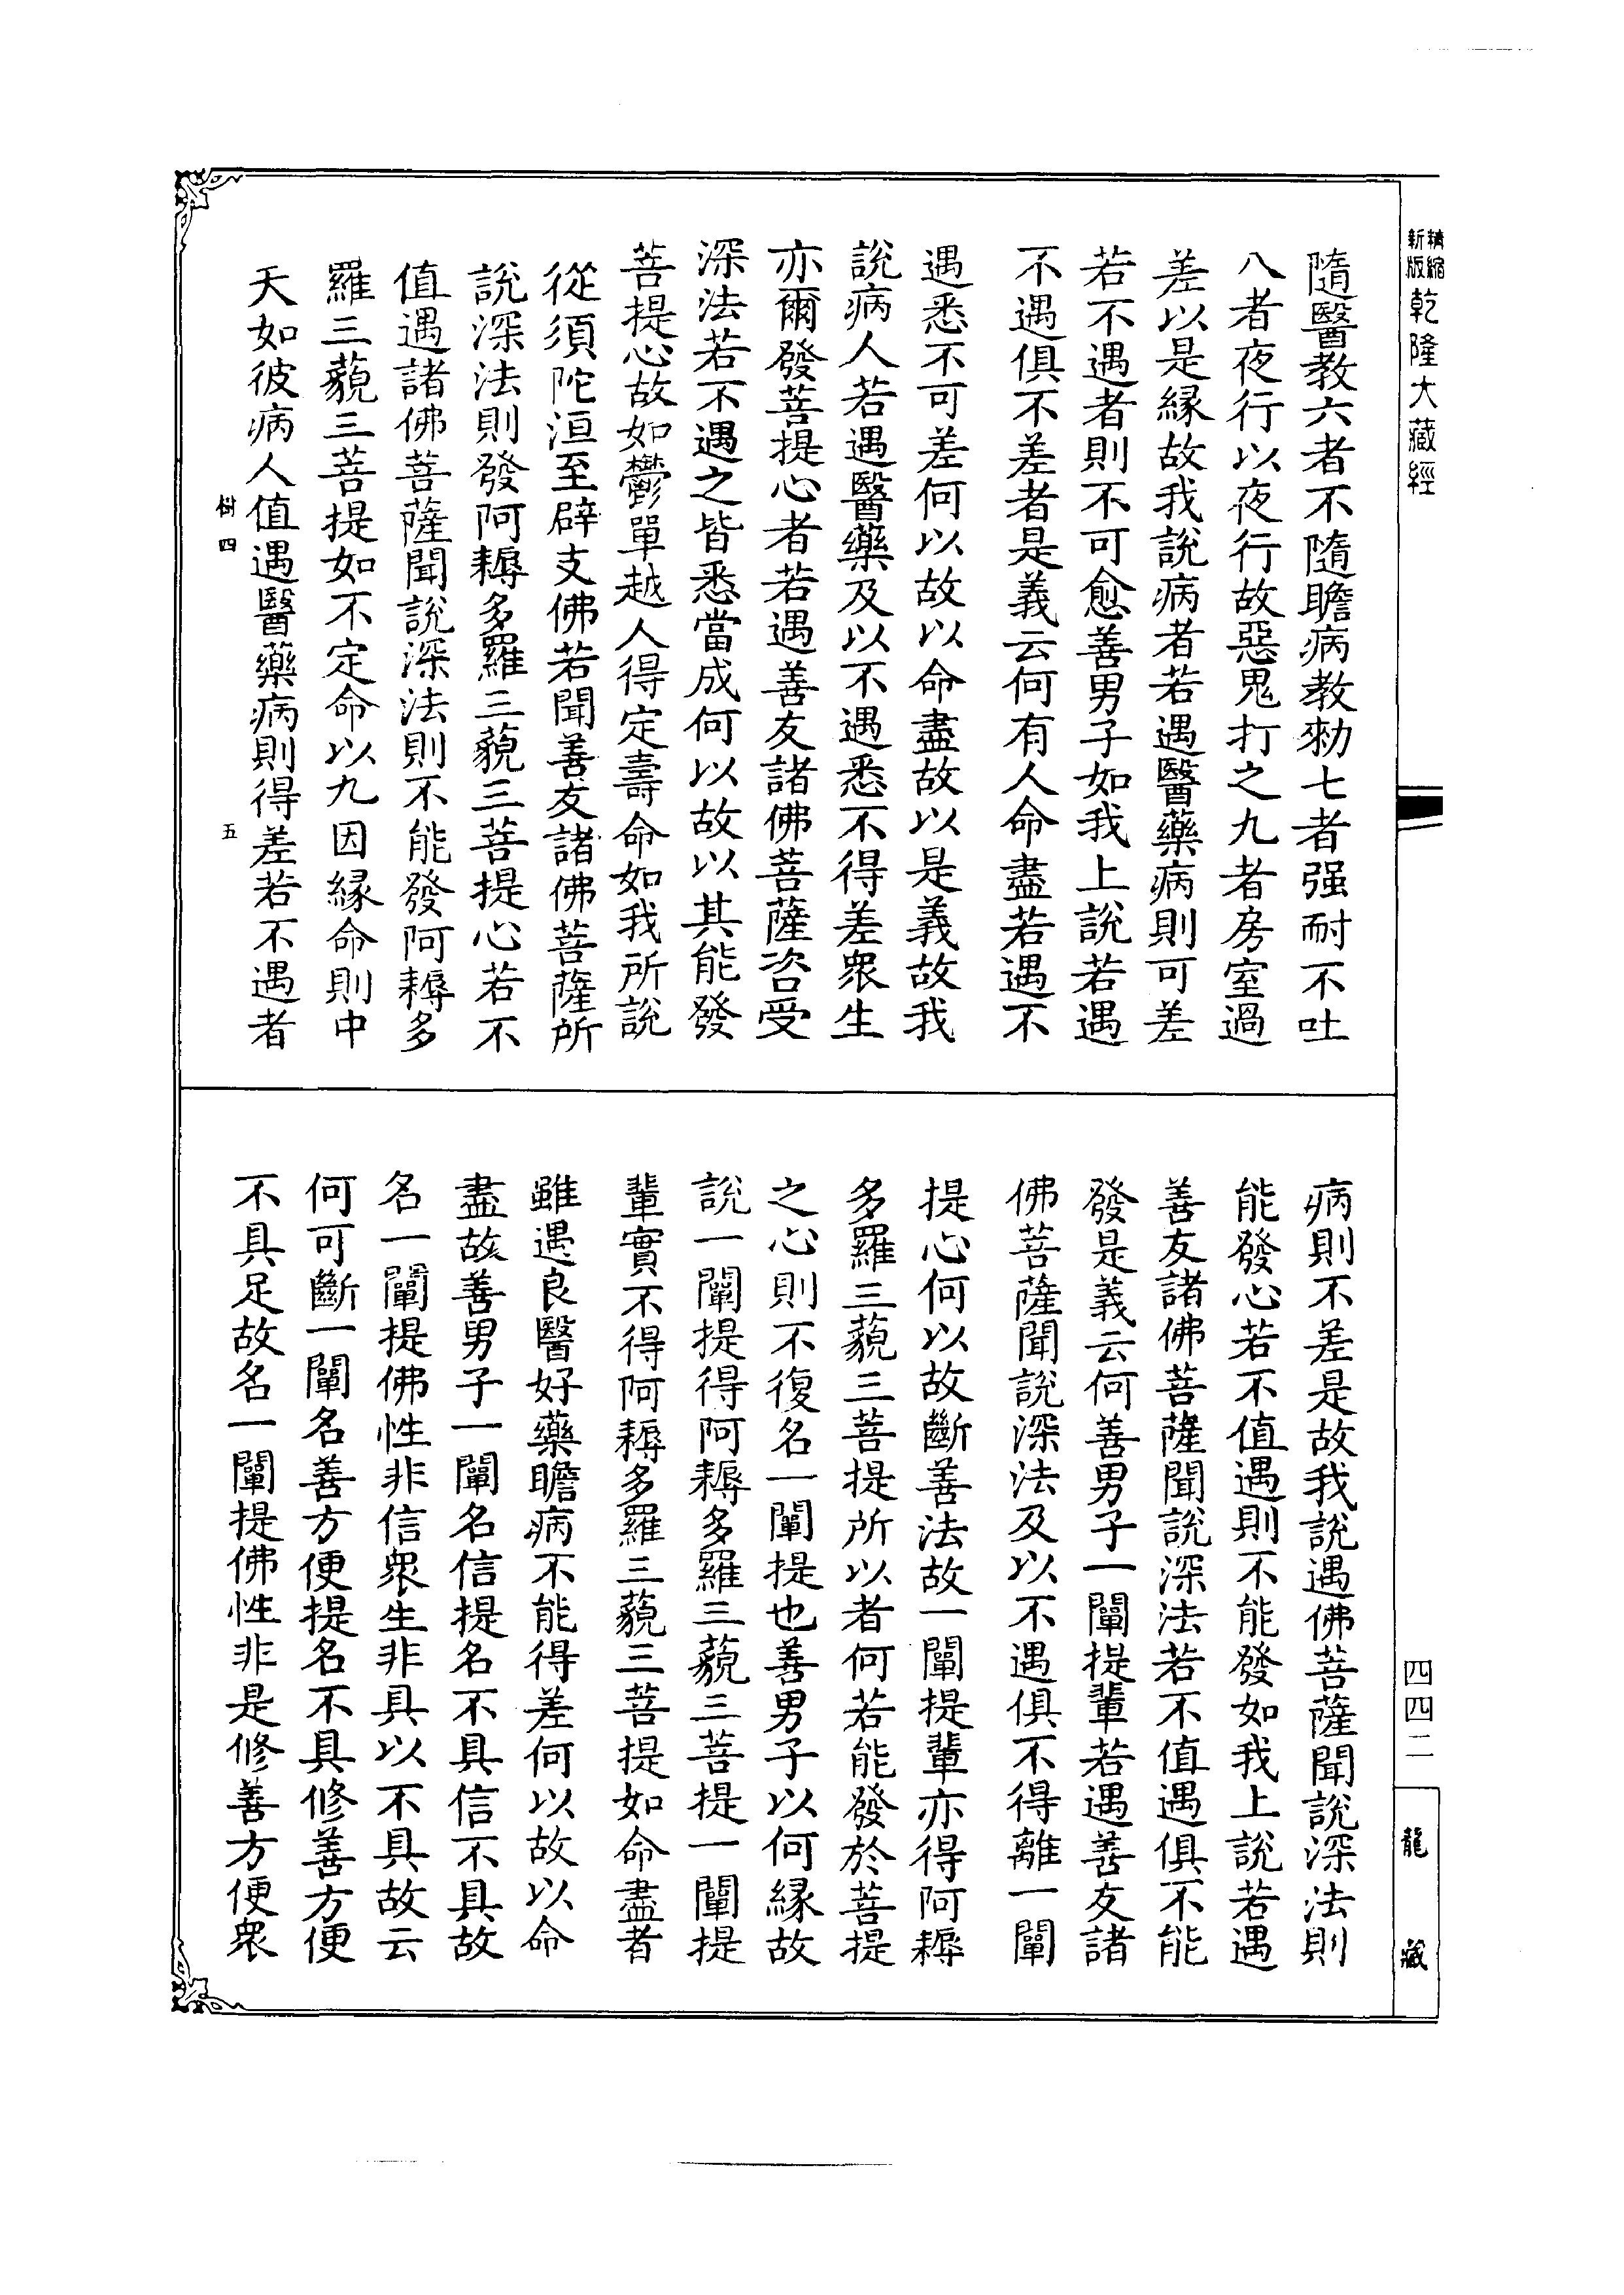 精縮新版乾隆大藏經
隨醫教六者不隨瞻病教勑七者强耐不吐
八者夜行以夜行故惡鬼打之九者房室過
差以是緣故我說病者若遇醫藥病則可差
若不遇者則不可愈善男子如我上說若遇
不遇俱不差者是義云何有人命盡若遇不
遇悉不可差何以故以命盡故以是義故我
說病人若遇醫藥及以不遇悉不得差衆生
亦爾發菩提心者若遇善友諸佛菩薩咨受
深法若不遇之皆悉當成何以故以其能發
菩提心故如鬱單越人得定壽命如我所說
從須陀洹至辟支佛若聞善友諸佛菩薩所
說深法則發阿耨多羅三藐三菩提心若不
值遇諸佛菩薩聞說深法則不能發阿耨多
羅三藐三菩提如不定命以九因緣命則中
天如彼病人值遇醫藥病則得差若不遇者
樹四
五
病則不差是故我說遇佛菩薩聞說深法則
能發心若不值遇則不能發如我上說若遇
善友諸佛菩薩聞說深法若不值遇俱不能
發是義云何善男子一闡提輩若遇善友諸
佛菩薩聞說深法及以不遇俱不得離一闡
提心何以故斷善法故一闡提輩亦得阿耨
多羅三藐三菩提所以者何若能發於菩提
之心則不復名一闡提也善男子以何緣故
說一闡提得阿耨多羅三藐三菩提一闡提
輩實不得阿耨多羅三藐三菩提如命盡者
雖遇良醫好藥瞻病不能得差何以故以命
盡故善男子一闡名信提名不具信不具故
名一闡提佛性非信衆生非具以不具故云
何可斷一闡名善方便提名不具修善方便
不具足故名一闡提佛性非是修善方便衆
四四二
龍藏